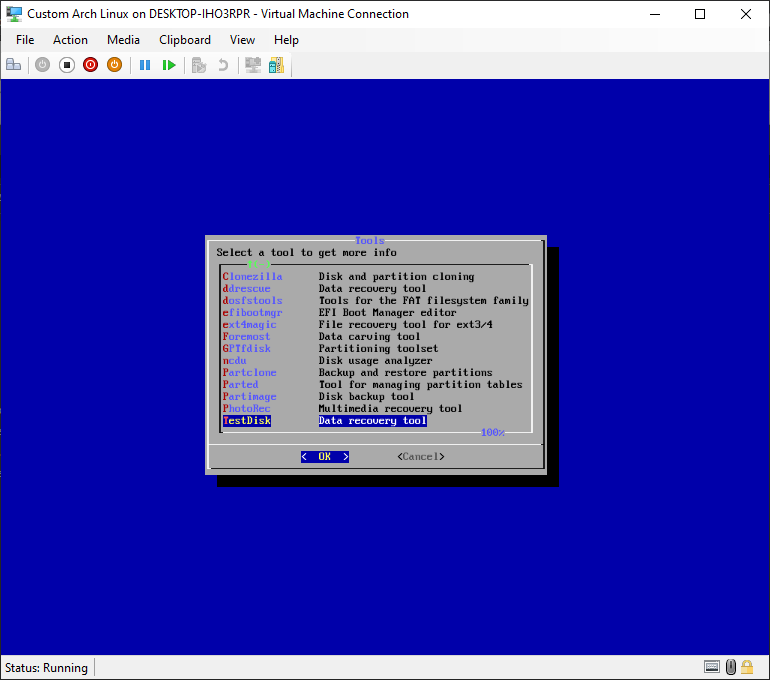 Custom Arch Linux on DESKTOP-IHO3RPR - Virtual Machine Connection
File Action Media Clipboard View Help
Tools
Select a tool to get more info
Clonezilla Disk and partition cloning
ddrescue Data recovery tool
dosfstools Tools for the FAT filesystem family
efibootmgr EFI Boot Manager editor
ext4magic File recovery tool for ext3/4
Foremost Data carving tool
GPTfdisk Partitioning toolset
ncdu Disk usage analyzer
Partclone Backup and restore partitions
Parted Tool for managing partition tables
Partimage Disk backup tool
PhotoRec Multimedia recovery tool
TestDisk Data recovery tool
100%
< OK > <Cancel>
Status: Running